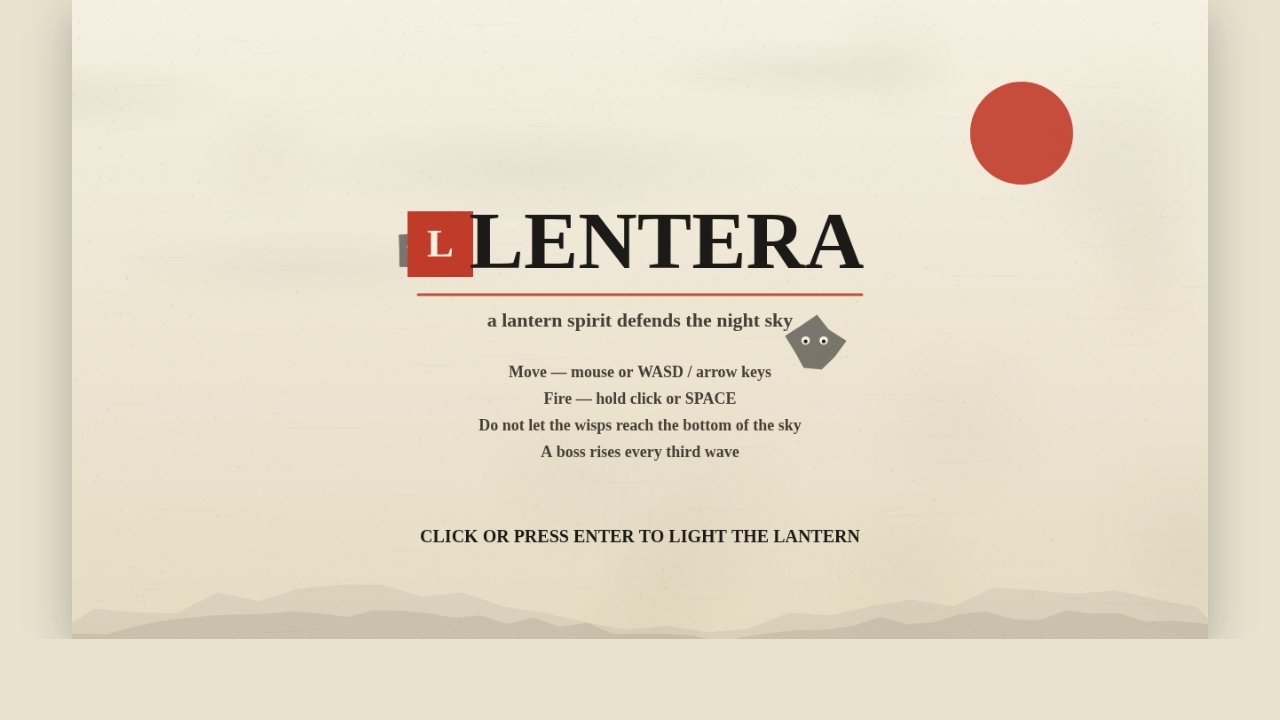 L LENTERA
a lantern spirit defends the night sky
Move — mouse or WASD / arrow keys
Fire — hold click or SPACE
Do not let the wisps reach the bottom of the sky
A boss rises every third wave
CLICK OR PRESS ENTER TO LIGHT THE LANTERN